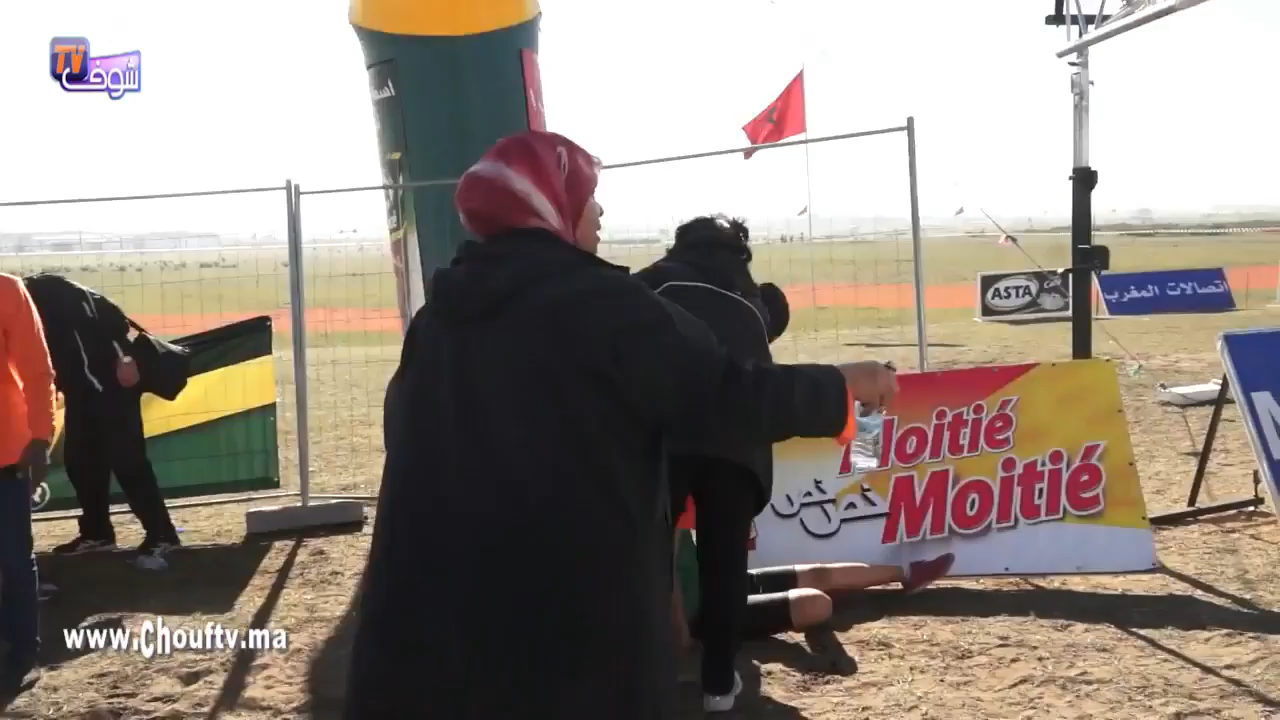 TV
شوف
ASTA
اتصالات المغرب
Moitié
Moitié
نص
نص
www.Chouftv.ma